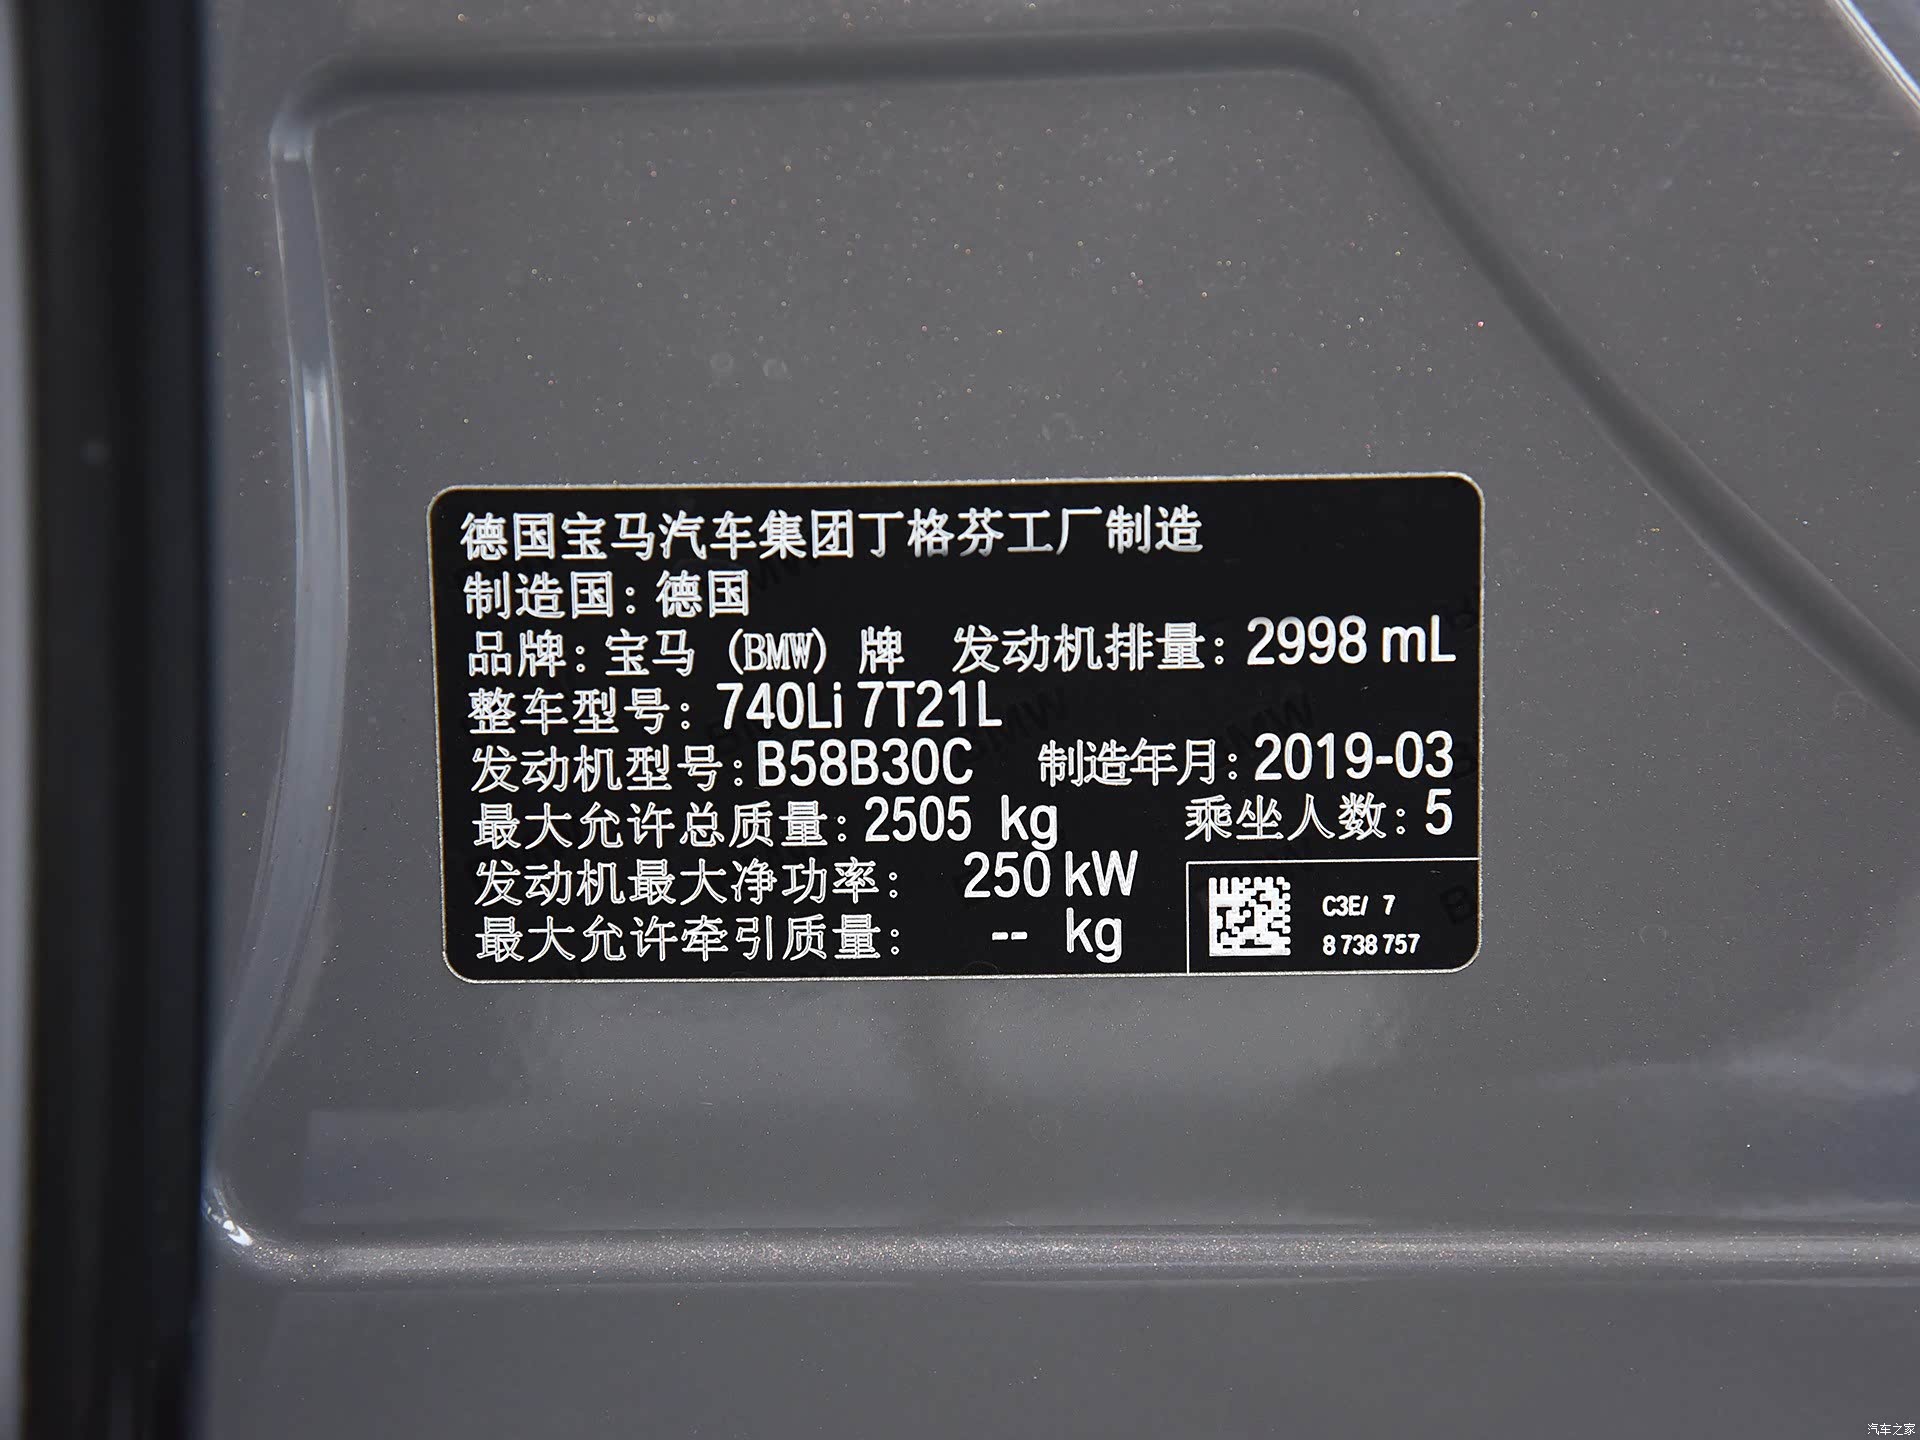 德国宝马汽车集团丁格芬工厂制造
制造国：德国
品牌：宝马（BMW）牌 发动机排量：2998 mL
整车型号：740Li 7T21L
发动机型号：B58B30C 制造年月：2019-03
最大允许总质量：2505 kg 乘坐人数：5
发动机最大净功率： 250 kW
最大允许牵引质量： -- kg
C3E/ 7
8 738 757
汽车之家